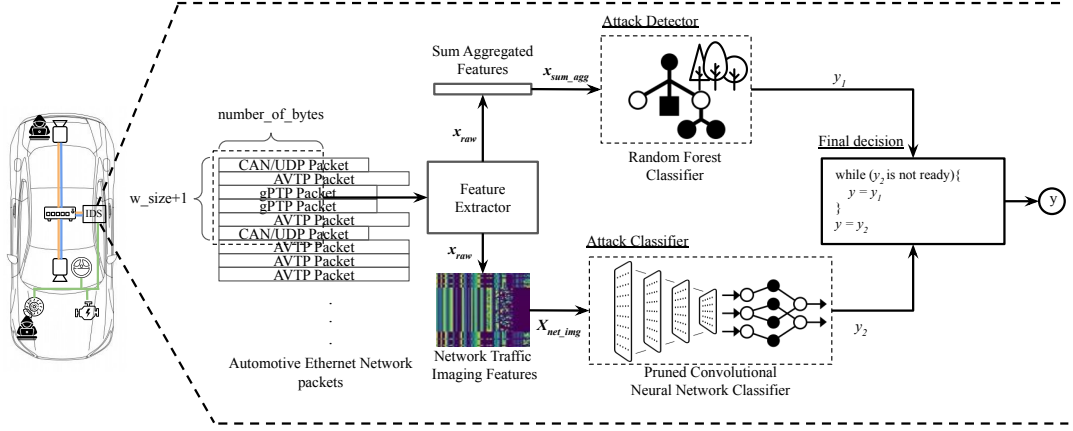 IDS
number_of_bytes
w_size+1
CAN/UDP Packet
AVTP Packet
gPTP Packet
gPTP Packet
AVTP Packet
CAN/UDP Packet
AVTP Packet
AVTP Packet
AVTP Packet
.
.
.
Automotive Ethernet Network
packets
.
.
Sum Aggregated
Features
x_raw
Feature
Extractor
x_raw
Network Traffic
Imaging Features
x_sum_agg
Attack Detector
Random Forest
Classifier
y_1
X_net_img
Attack Classifier
Pruned Convolutional
Neural Network Classifier
y_2
Final decision
while (y_2 is not ready){
y = y_1
}
y = y_2
y